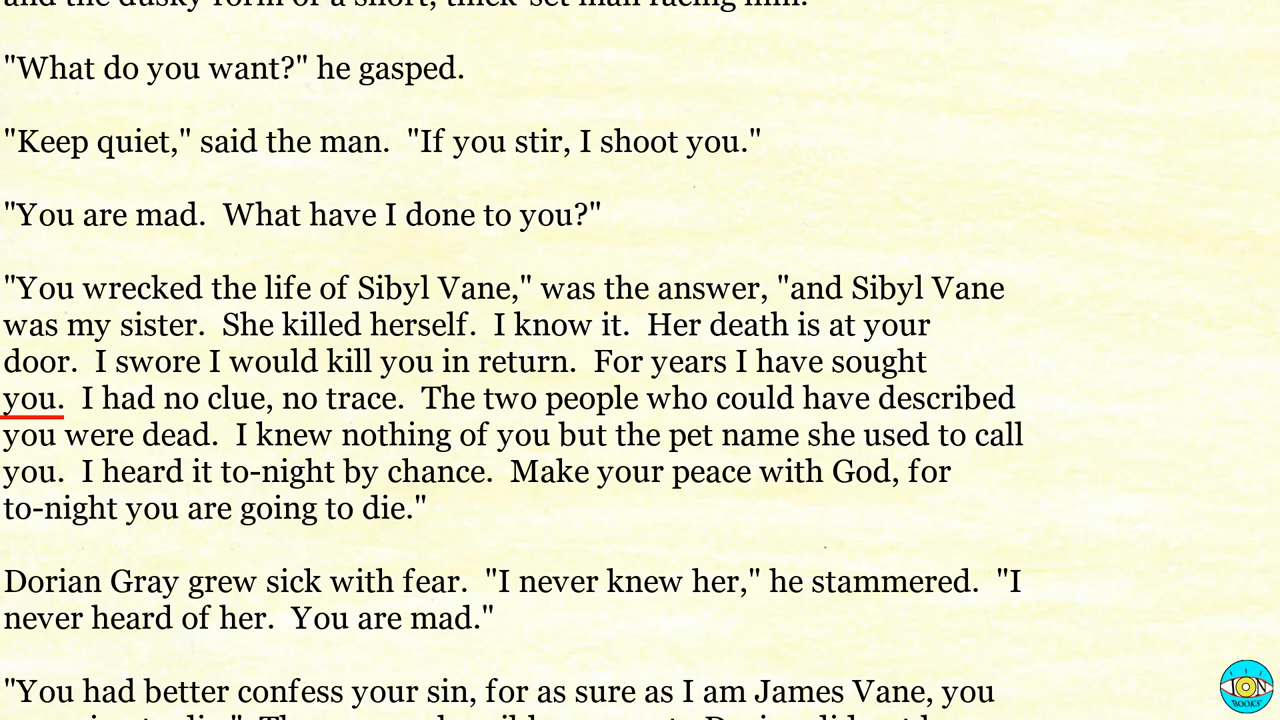 "What do you want?" he gasped.
"Keep quiet," said the man.  "If you stir, I shoot you."
"You are mad.  What have I done to you?"
"You wrecked the life of Sibyl Vane," was the answer, "and Sibyl Vane
was my sister.  She killed herself.  I know it.  Her death is at your
door.  I swore I would kill you in return.  For years I have sought
you.  I had no clue, no trace.  The two people who could have described
you were dead.  I knew nothing of you but the pet name she used to call
you.  I heard it to-night by chance.  Make your peace with God, for
to-night you are going to die."
Dorian Gray grew sick with fear.  "I never knew her," he stammered.  "I
never heard of her.  You are mad."
"You had better confess your sin, for as sure as I am James Vane, you
ION
BOOKS